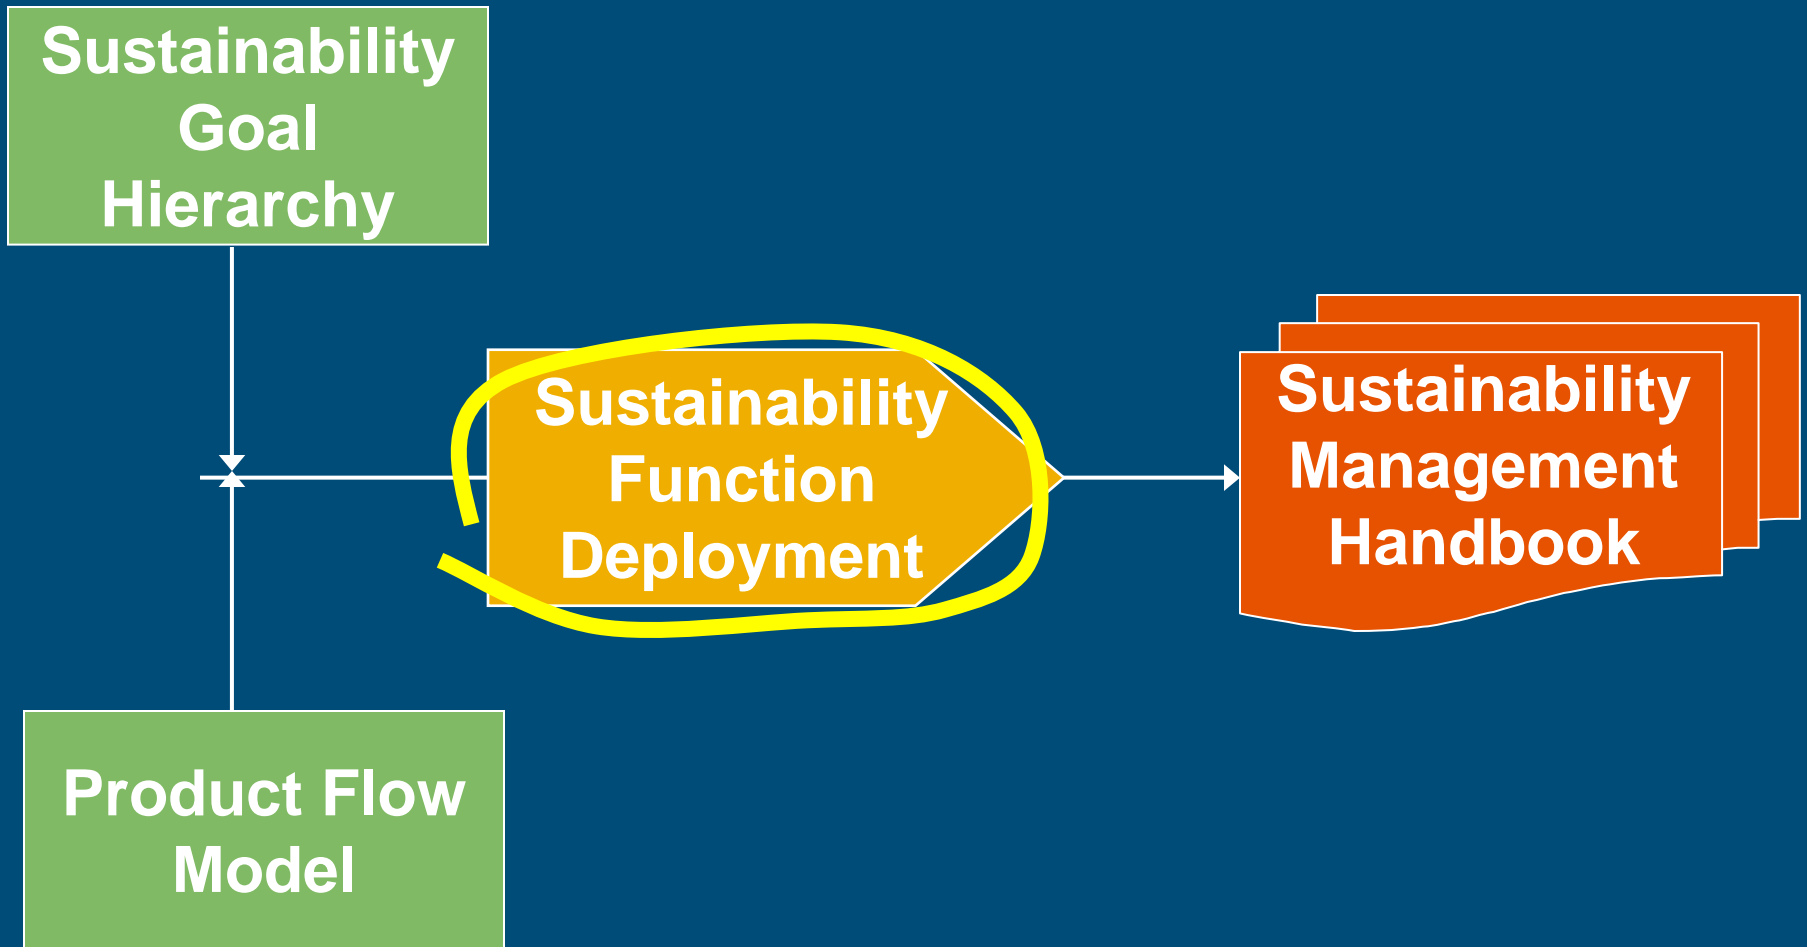 Sustainability
Goal
Hierarchy
Sustainability
Function
Deployment
Sustainability
Management
Handbook
Product Flow
Model